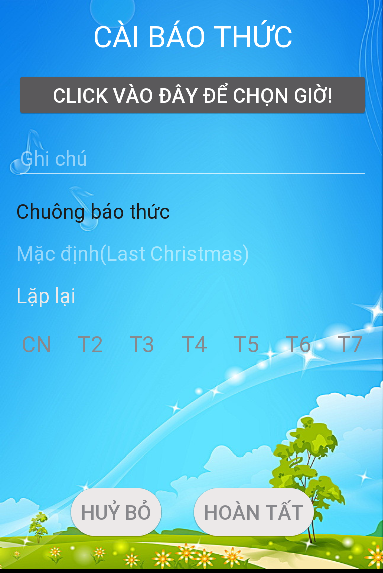 CÀI BÁO THỨC
CLICK VÀO ĐÂY ĐỂ CHỌN GIỜ!
Ghi chú
Chuông báo thức
Mặc định(Last Christmas)
Lặp lại
CN T2 T3 T4 T5 T6 T7
HUỶ BỎ HOÀN TẤT